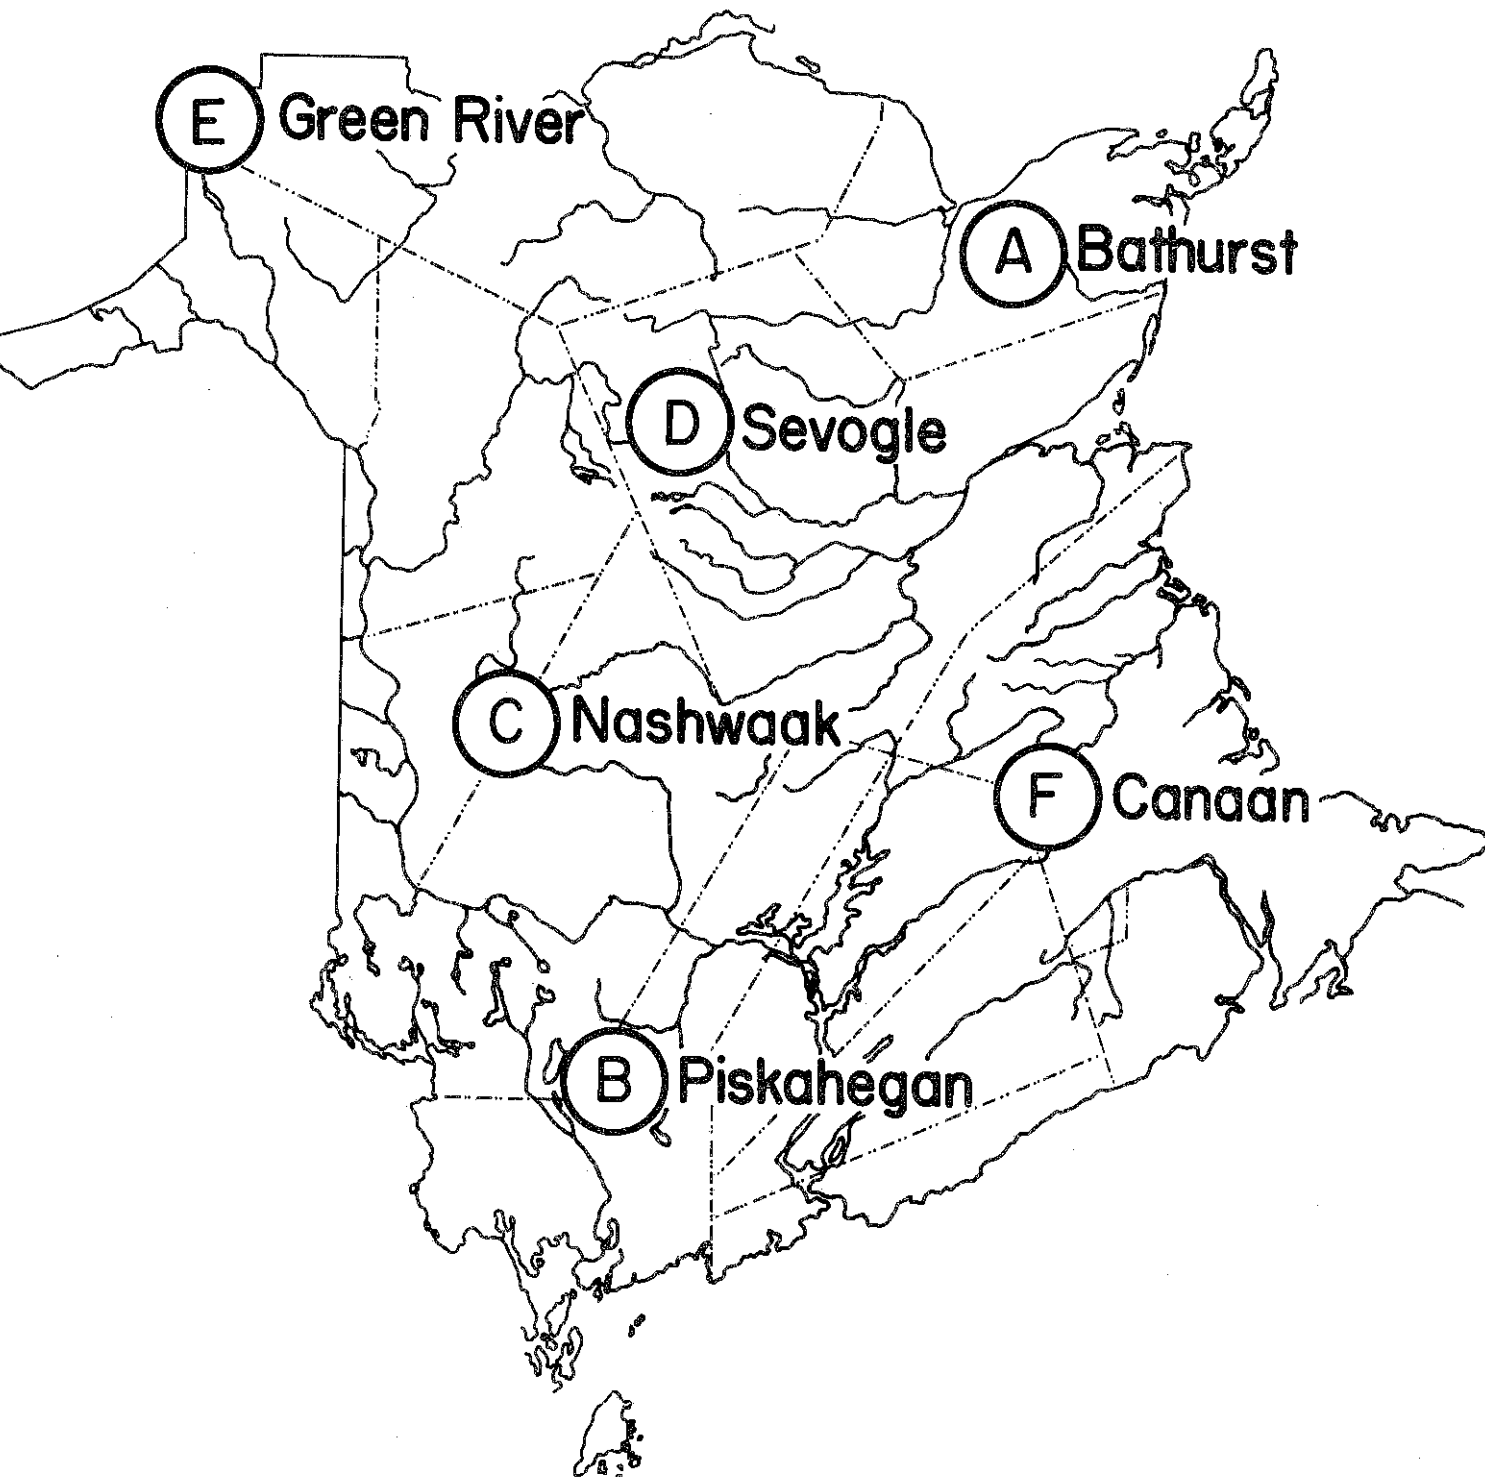 E Green River
A Bathurst
D Sevogle
C Nashwaak
F Canaan
B Piskahegan